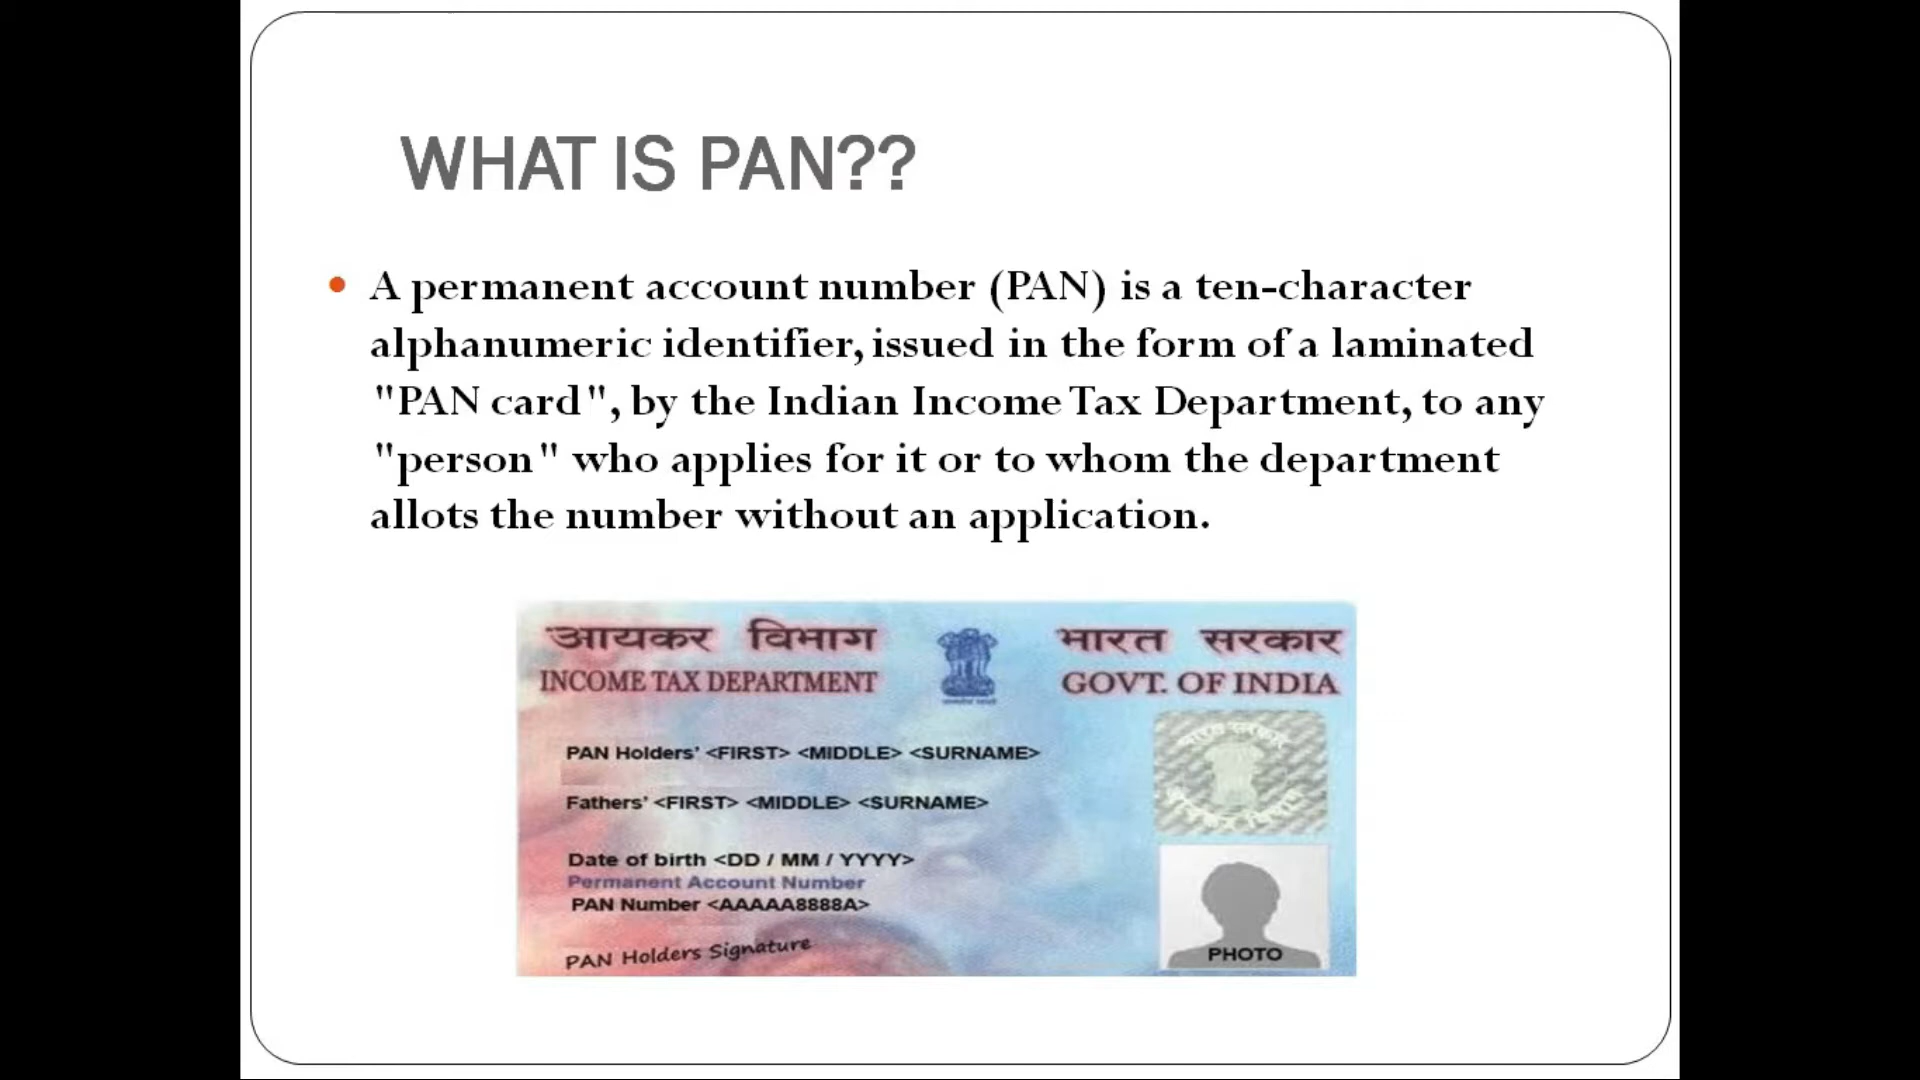 WHAT IS PAN??
A permanent account number (PAN) is a ten-character
alphanumeric identifier, issued in the form of a laminated
"PAN card", by the Indian Income Tax Department, to any
"person" who applies for it or to whom the department
allots the number without an application.
आयकर विभाग
भारत सरकार
INCOME TAX DEPARTMENT
GOVT. OF INDIA
PAN Holders' <FIRST> <MIDDLE> <SURNAME>
Fathers' <FIRST> <MIDDLE> <SURNAME>
Date of birth <DD / MM / YYYY>
Permanent Account Number
PAN Number <AAAAA8888A>
PAN Holders Signature
PHOTO